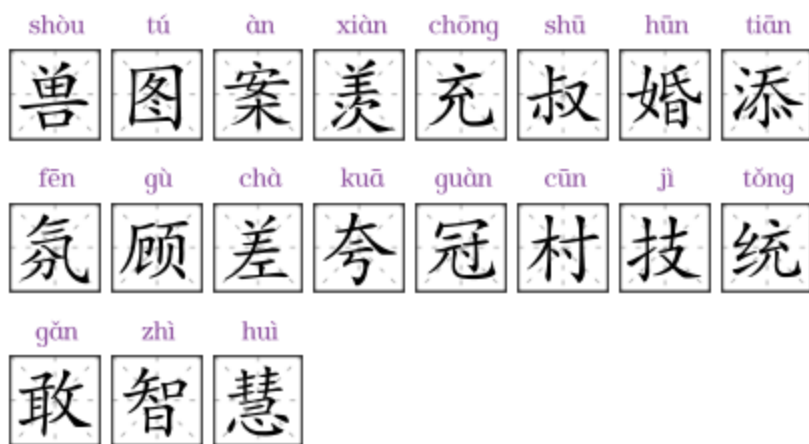 shòu tú àn xiàn chōng shū hūn tiān
兽 图 案 羡 充 叔 婚 添
fēn gù chà kuā guàn cūn jì tǒng
氛 顾 差 夸 冠 村 技 统
gǎn zhì huì
敢 智 慧